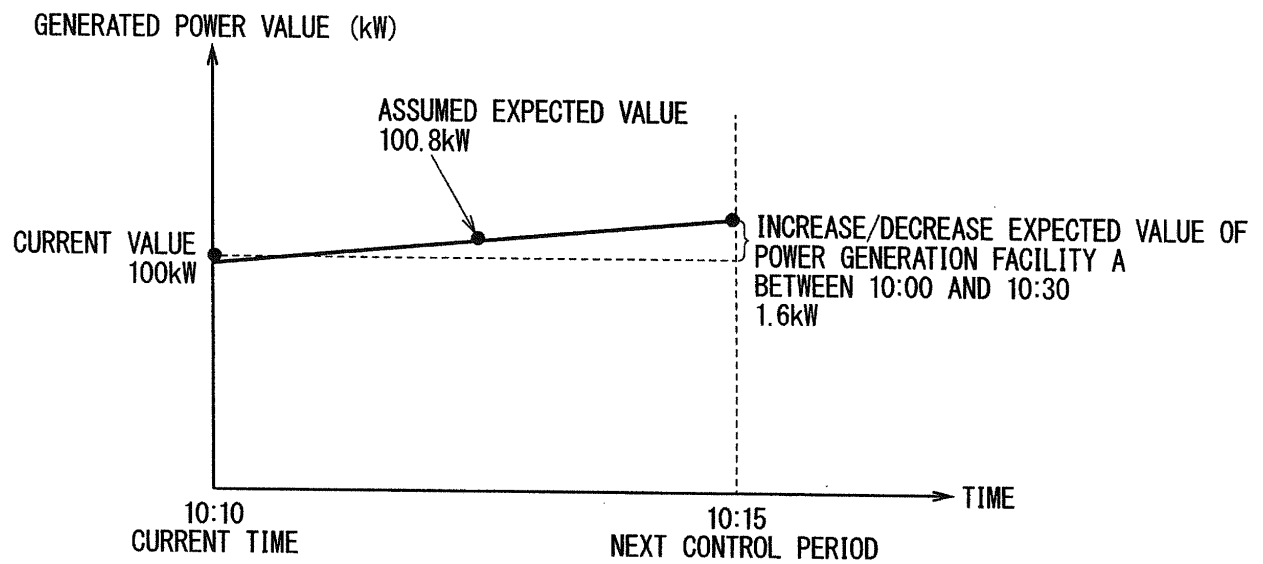 GENERATED POWER VALUE (kW)
ASSUMED EXPECTED VALUE
100.8kW
CURRENT VALUE
100kW
INCREASE/DECREASE EXPECTED VALUE OF
POWER GENERATION FACILITY A
BETWEEN 10:00 AND 10:30
1.6kW
TIME
10:10
CURRENT TIME
10:15
NEXT CONTROL PERIOD